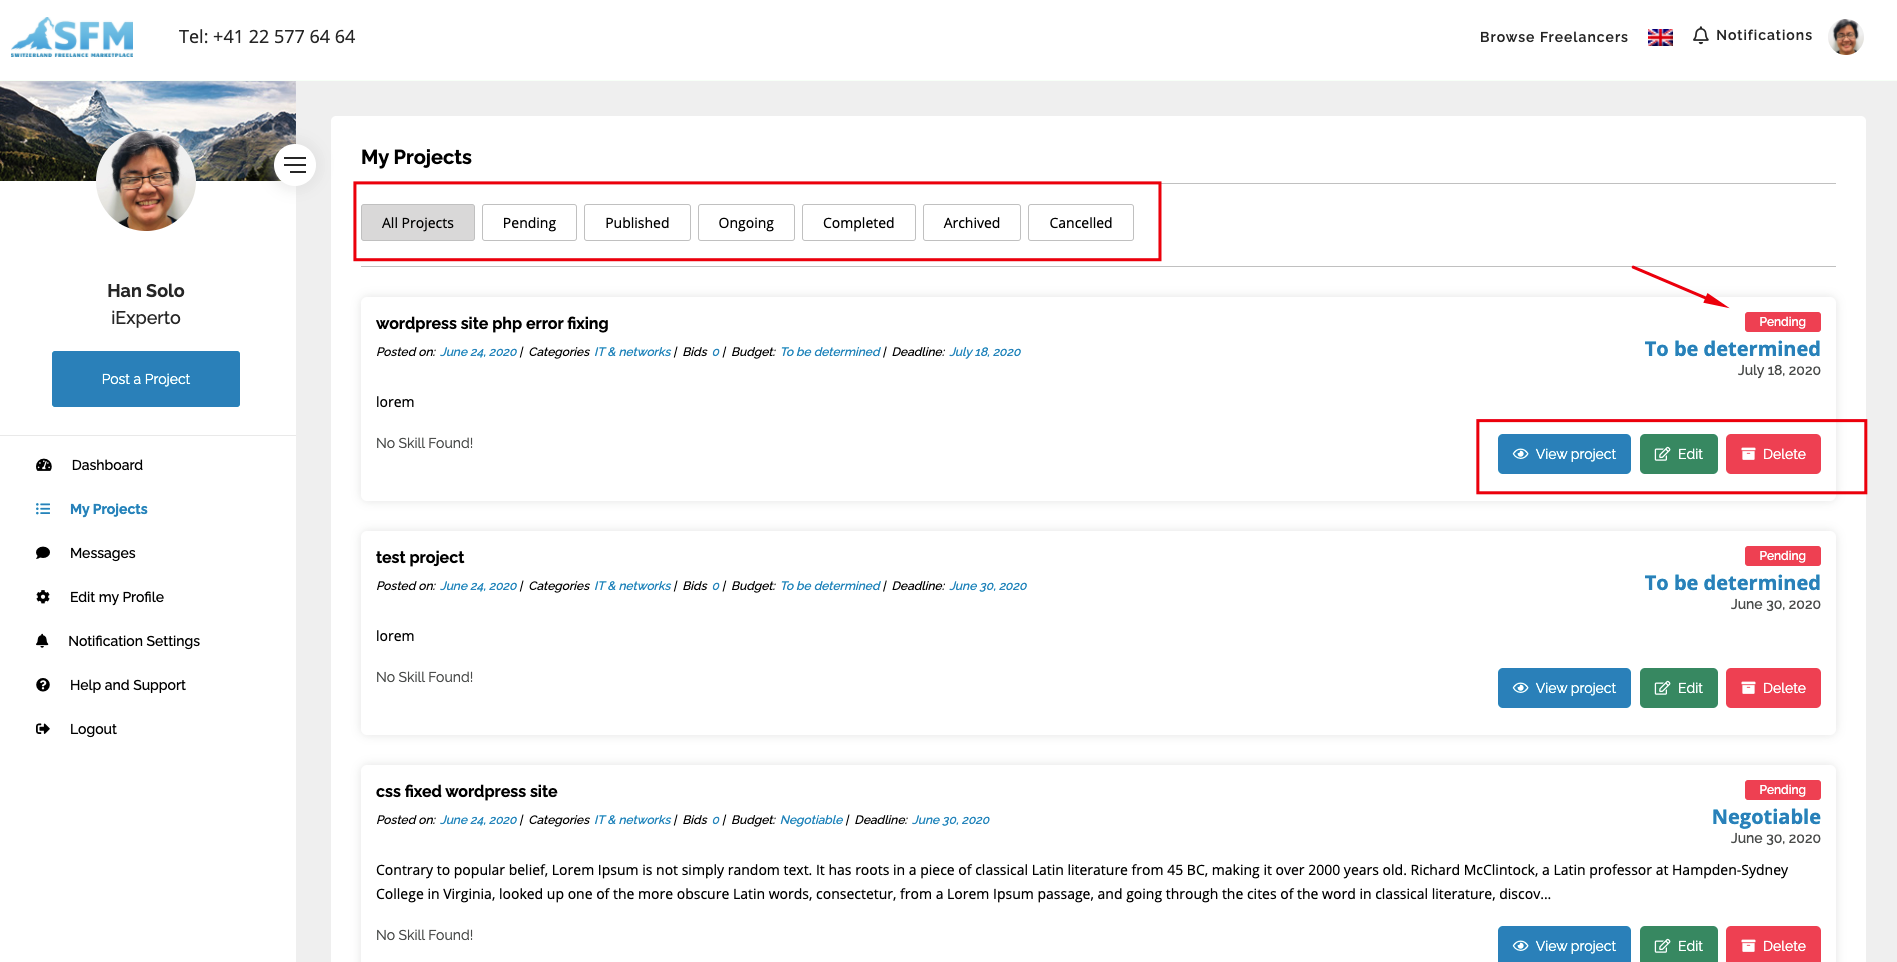 SFM
SWITZERLAND FREELANCE MARKETPLACE
Tel: +41 22 577 64 64
Browse Freelancers
Notifications
Han Solo
iExperto
Post a Project
Dashboard
My Projects
Messages
Edit my Profile
Notification Settings
Help and Support
Logout
My Projects
All Projects Pending Published Ongoing Completed Archived Cancelled
wordpress site php error fixing
Pending
Posted on: June 24, 2020 | Categories IT & networks | Bids 0 | Budget: To be determined | Deadline: July 18, 2020
To be determined
July 18, 2020
lorem
No Skill Found!
View project Edit Delete
test project
Pending
Posted on: June 24, 2020 | Categories IT & networks | Bids 0 | Budget: To be determined | Deadline: June 30, 2020
To be determined
June 30, 2020
lorem
No Skill Found!
View project Edit Delete
css fixed wordpress site
Pending
Posted on: June 24, 2020 | Categories IT & networks | Bids 0 | Budget: Negotiable | Deadline: June 30, 2020
Negotiable
June 30, 2020
Contrary to popular belief, Lorem Ipsum is not simply random text. It has roots in a piece of classical Latin literature from 45 BC, making it over 2000 years old. Richard McClintock, a Latin professor at Hampden-Sydney
College in Virginia, looked up one of the more obscure Latin words, consectetur, from a Lorem Ipsum passage, and going through the cites of the word in classical literature, discov...
No Skill Found!
View project Edit Delete